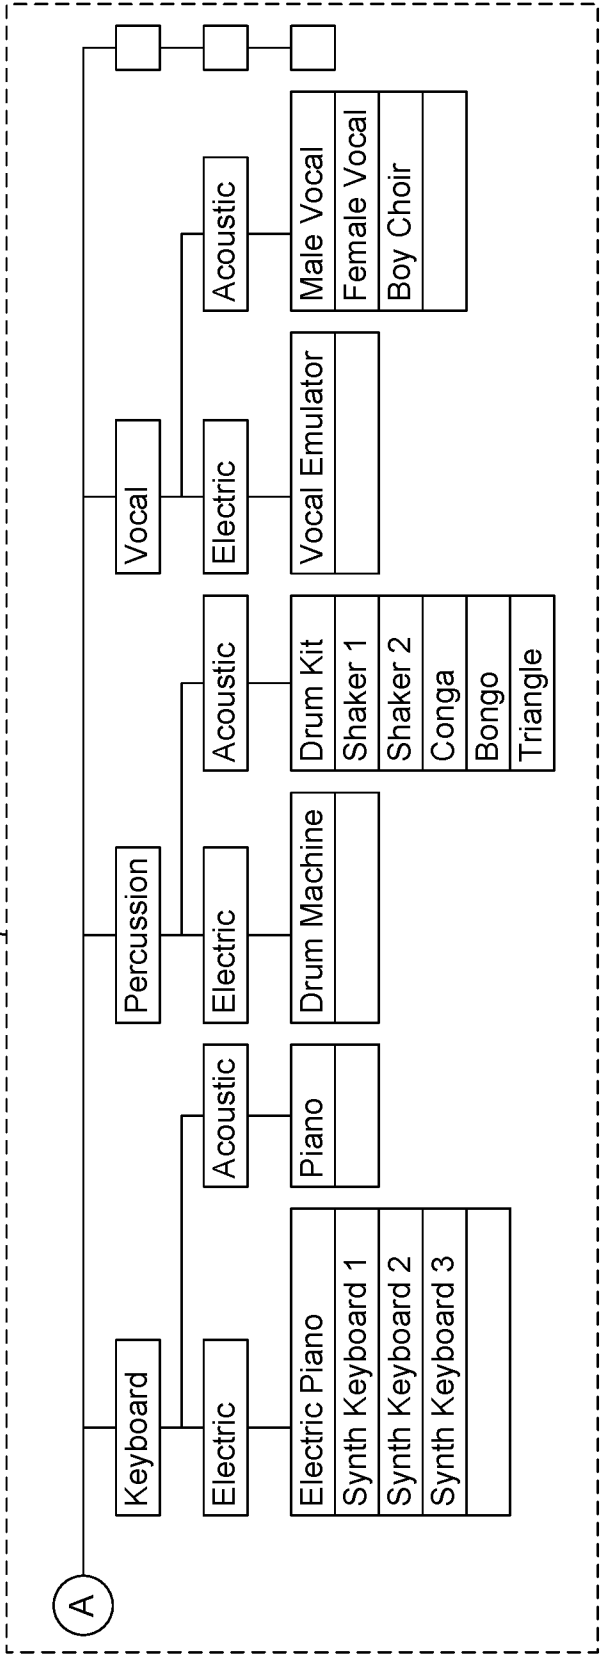 A
Keyboard
Electric
Electric Piano
Synth Keyboard 1
Synth Keyboard 2
Synth Keyboard 3
Acoustic
Piano
Percussion
Electric
Drum Machine
Acoustic
Drum Kit
Shaker 1
Shaker 2
Conga
Bongo
Triangle
Vocal
Electric
Vocal Emulator
Acoustic
Male Vocal
Female Vocal
Boy Choir